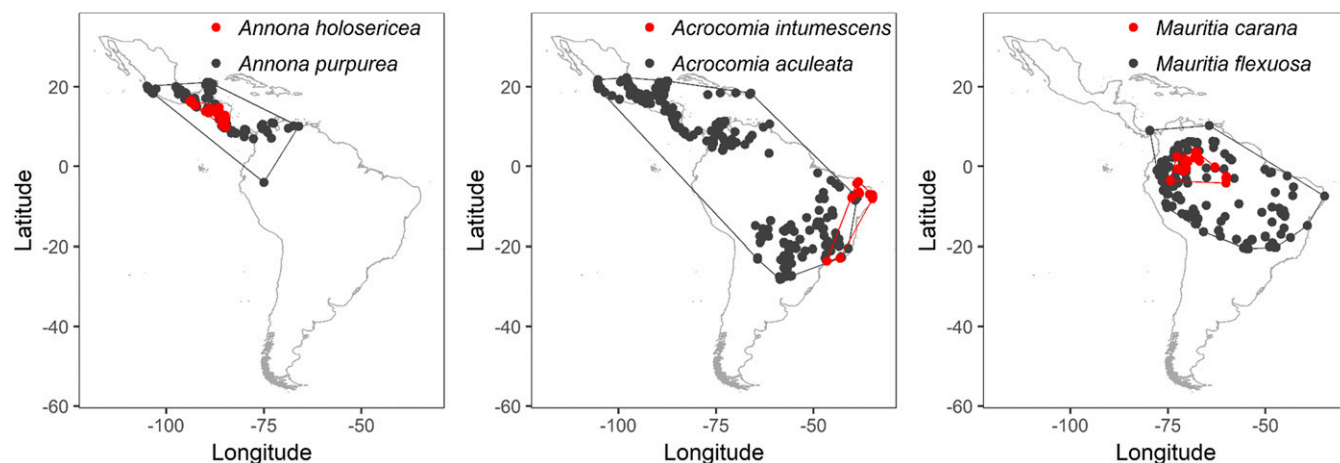 Annona holosericea
Annona purpurea
20
0
-20
-40
-60
Latitude
-100
-75
-50
Longitude
Acrocomia intumescens
Acrocomia aculeata
20
0
-20
-40
-60
Latitude
-100
-75
-50
Longitude
Mauritia carana
Mauritia flexuosa
20
0
-20
-40
-60
Latitude
-100
-75
-50
Longitude